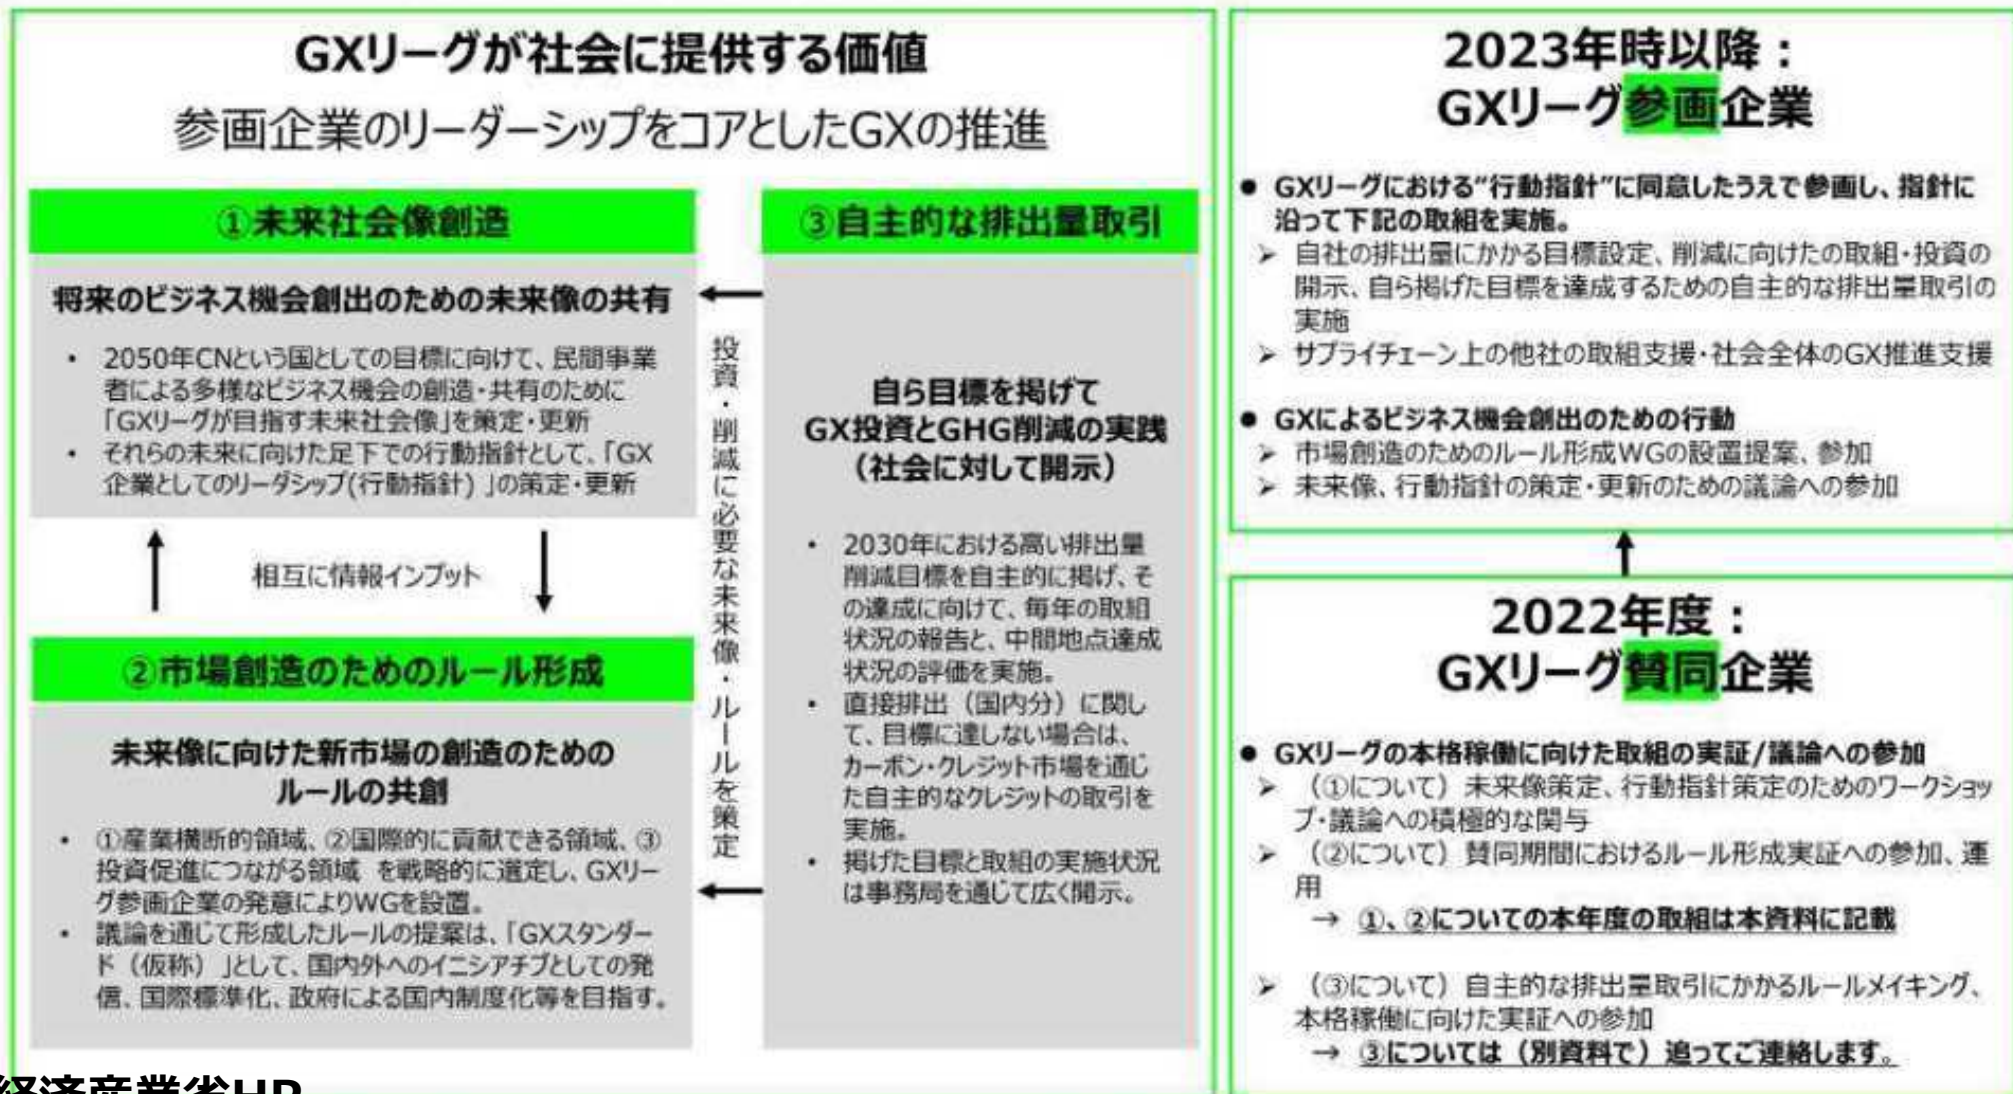 GXリーグが社会に提供する価値
参画企業のリーダーシップをコアとしたGXの推進
①未来社会像創造
将来のビジネス機会創出のための未来像の共有
• 2050年CNという国としての目標に向けて、民間事業
者による多様なビジネス機会の創造・共有のために
「GXリーグが目指す未来社会像」を策定・更新
• それらの未来に向けた足下での行動指針として、「GX
企業としてのリーダシップ(行動指針) 」の策定・更新
相互に情報インプット
②市場創造のためのルール形成
未来像に向けた新市場の創造のための
ルールの共創
• ①産業横断的領域、②国際的に貢献できる領域、③
投資促進につながる領域 を戦略的に選定し、GXリー
グ参画企業の発意によりWGを設置。
• 議論を通じて形成したルールの提案は、「GXスタンダー
ド（仮称）」として、国内外へのイニシアチブとしての発
信、国際標準化、政府による国内制度化等を目指す。
投資・削減に必要な未来像・ルールを策定
③自主的な排出量取引
自ら目標を掲げて
GX投資とGHG削減の実践
（社会に対して開示）
• 2030年における高い排出量
削減目標を自主的に掲げ、そ
の達成に向けて、毎年の取組
状況の報告と、中間地点達成
状況の評価を実施。
• 直接排出（国内分）に関し
て、目標に達しない場合は、
カーボン・クレジット市場を通じ
た自主的なクレジットの取引を
実施。
• 掲げた目標と取組の実施状況
は事務局を通じて広く開示。
2023年時以降：
GXリーグ参画企業
● GXリーグにおける“行動指針”に同意したうえで参画し、指針に
沿って下記の取組を実施。
➢ 自社の排出量にかかる目標設定、削減に向けたの取組・投資の
開示、自ら掲げた目標を達成するための自主的な排出量取引の
実施
➢ サプライチェーン上の他社の取組支援・社会全体のGX推進支援
● GXによるビジネス機会創出のための行動
➢ 市場創造のためのルール形成WGの設置提案、参加
➢ 未来像、行動指針の策定・更新のための議論への参加
2022年度：
GXリーグ賛同企業
● GXリーグの本格稼働に向けた取組の実証/議論への参加
➢ （①について）未来像策定、行動指針策定のためのワークショッ
プ・議論への積極的な関与
➢ （②について）賛同期間におけるルール形成実証への参加、運
用
→ ①、②についての本年度の取組は本資料に記載
➢ （③について）自主的な排出量取引にかかるルールメイキング、
本格稼働に向けた実証への参加
→ ③については（別資料で）追ってご連絡します。
経済産業省HP